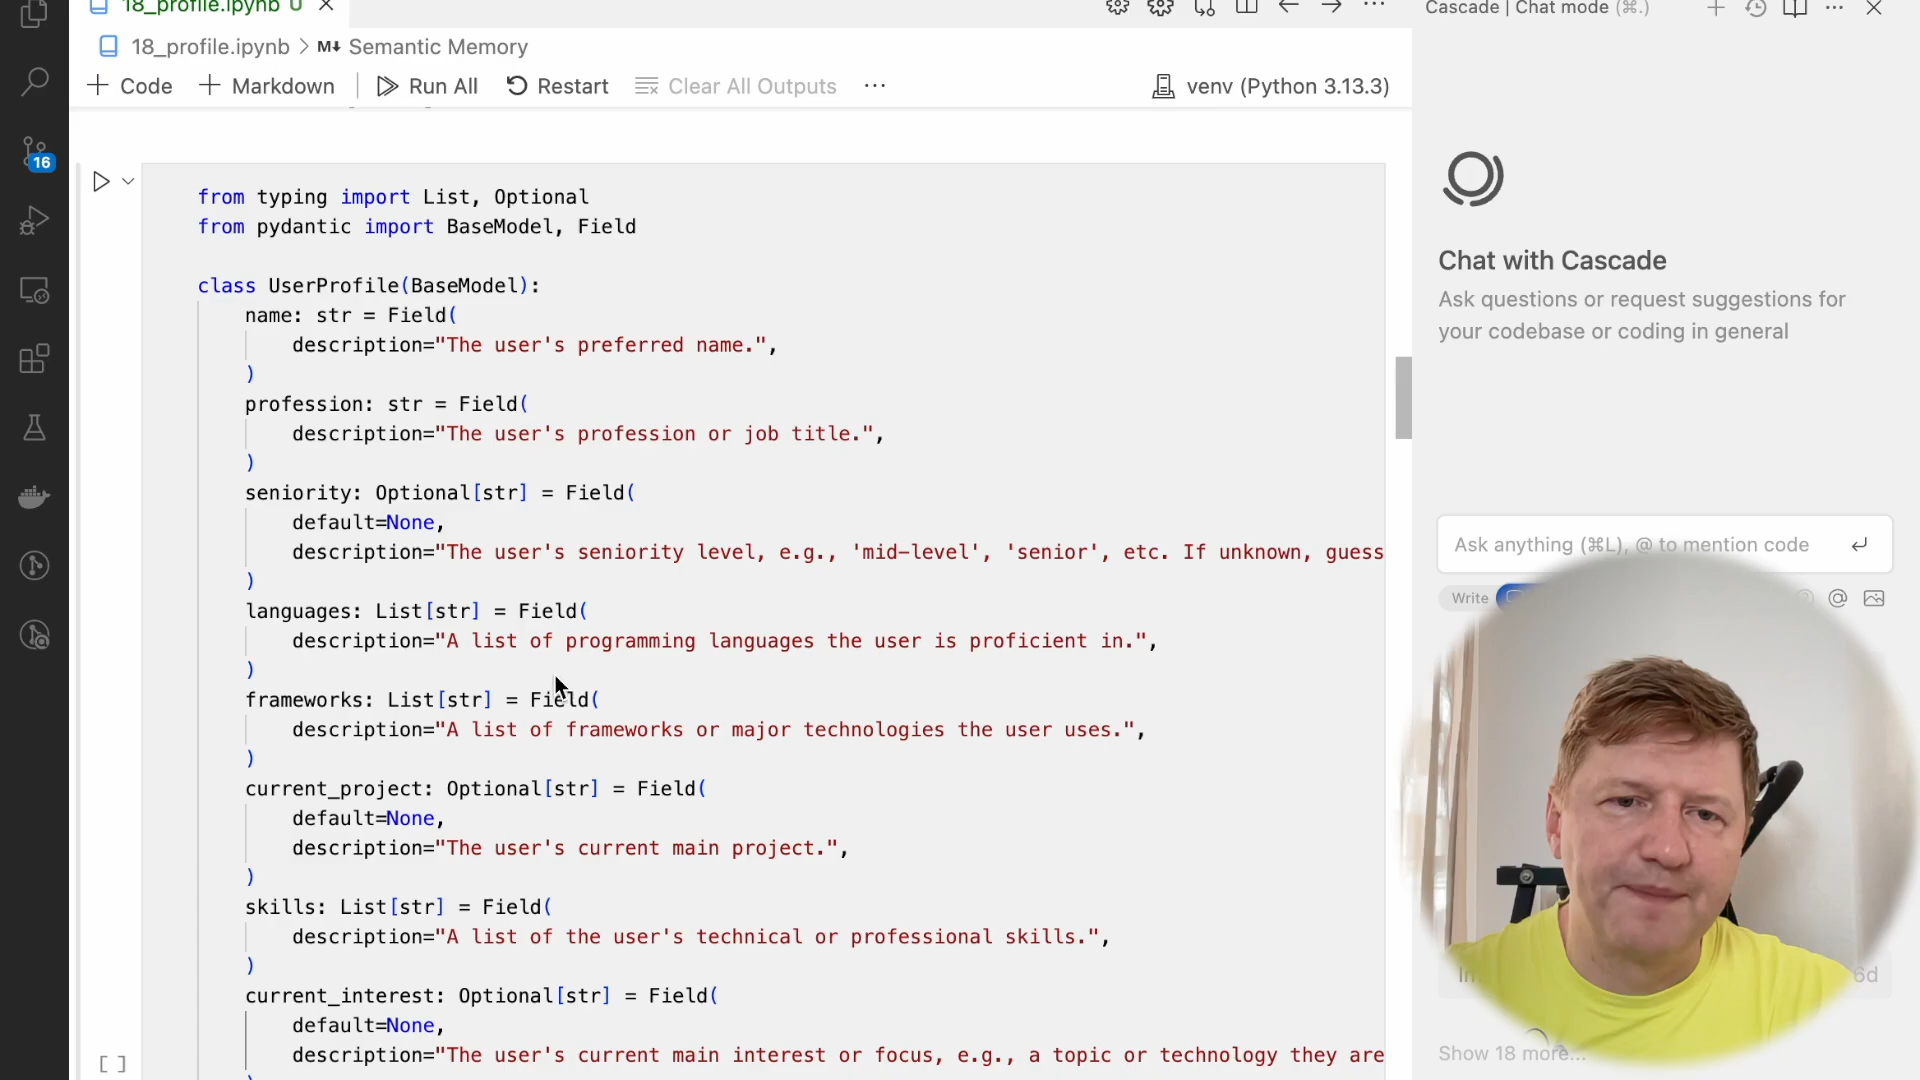 18_profile.ipynb U
Cascade | Chat mode (⌘.)
18_profile.ipynb > M↓ Semantic Memory
+ Code + Markdown Run All Restart Clear All Outputs ... venv (Python 3.13.3)
16
from typing import List, Optional
from pydantic import BaseModel, Field
class UserProfile(BaseModel):
name: str = Field(
description="The user's preferred name.",
)
profession: str = Field(
description="The user's profession or job title.",
)
seniority: Optional[str] = Field(
default=None,
description="The user's seniority level, e.g., 'mid-level', 'senior', etc. If unknown, guess
)
languages: List[str] = Field(
description="A list of programming languages the user is proficient in.",
)
frameworks: List[str] = Field(
description="A list of frameworks or major technologies the user uses.",
)
current_project: Optional[str] = Field(
default=None,
description="The user's current main project.",
)
skills: List[str] = Field(
description="A list of the user's technical or professional skills.",
)
current_interest: Optional[str] = Field(
default=None,
description="The user's current main interest or focus, e.g., a topic or technology they are
[ ]
Chat with Cascade
Ask questions or request suggestions for
your codebase or coding in general
Ask anything (⌘L), @ to mention code
Write
6d
Show 18 more...